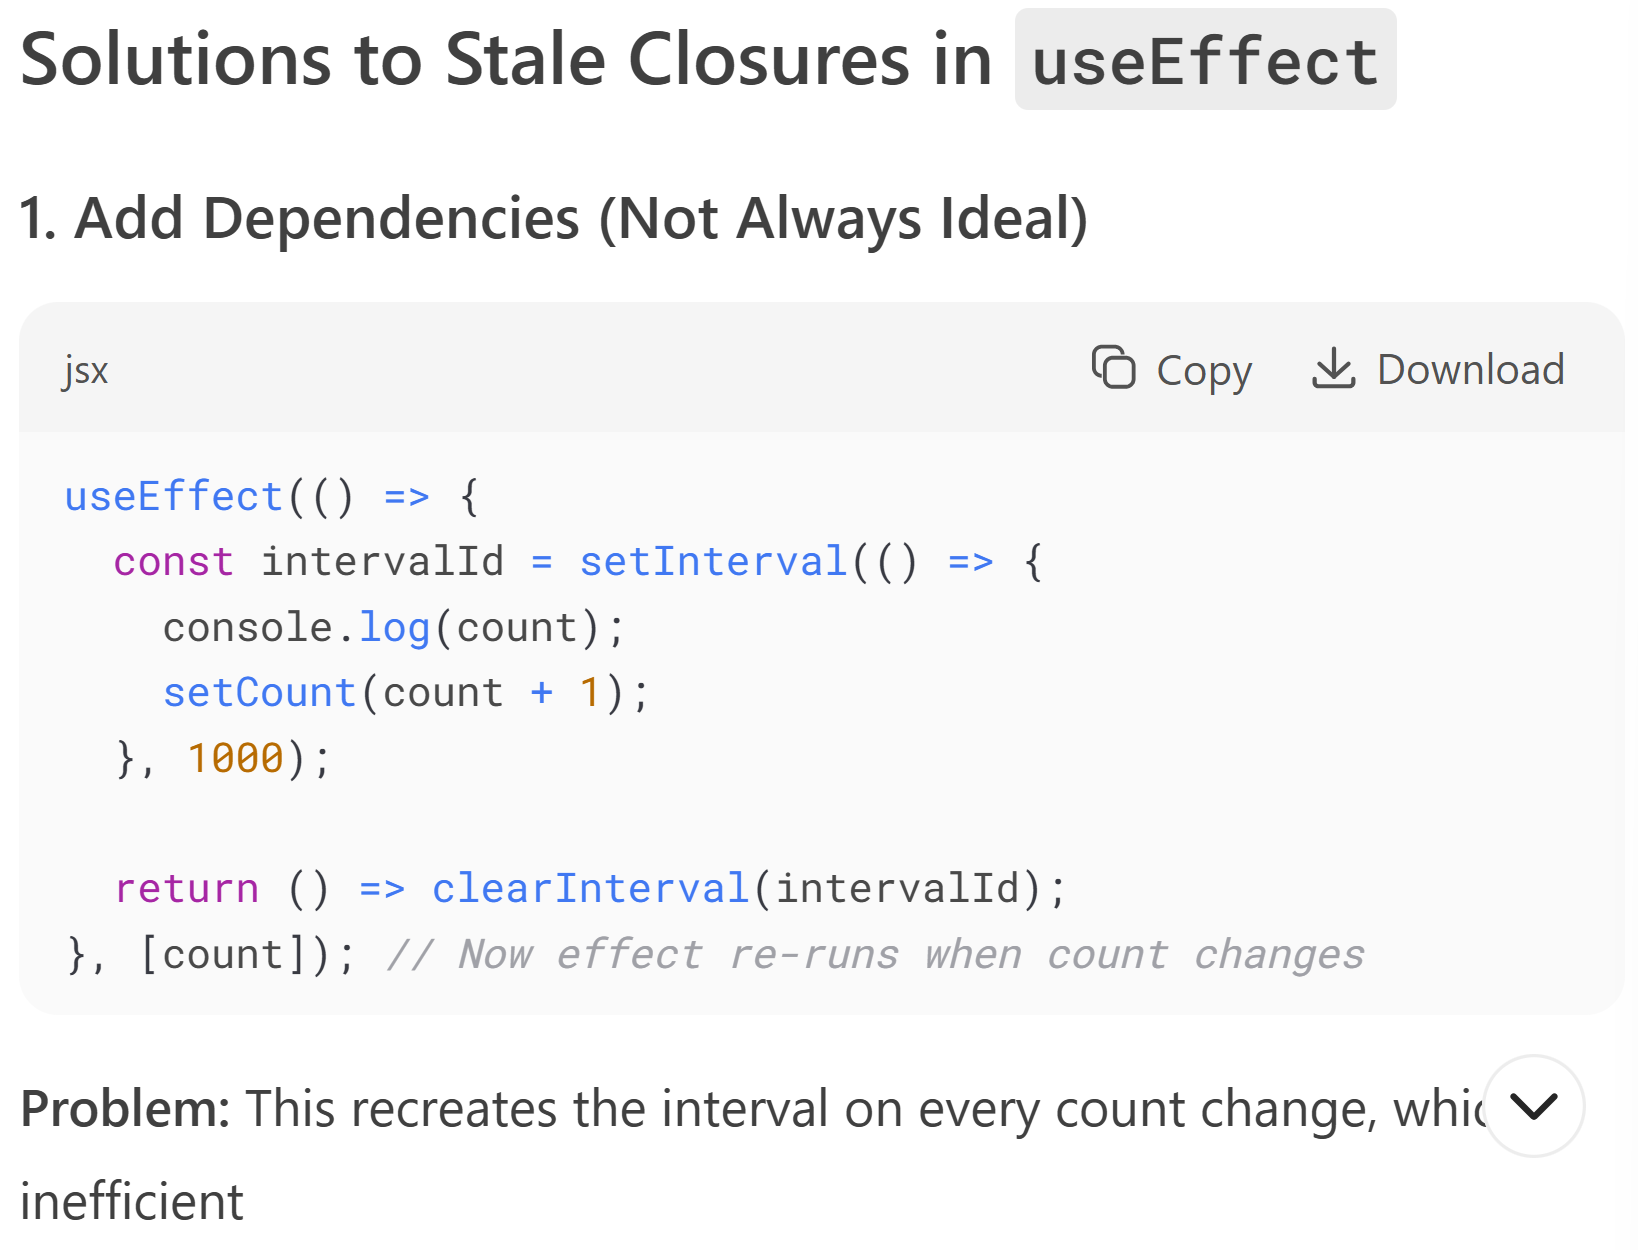 Solutions to Stale Closures in useEffect
1. Add Dependencies (Not Always Ideal)
jsx Copy Download
useEffect(() => {
  const intervalId = setInterval(() => {
    console.log(count);
    setCount(count + 1);
  }, 1000);

  return () => clearInterval(intervalId);
}, [count]); // Now effect re-runs when count changes
Problem: This recreates the interval on every count change,
inefficient